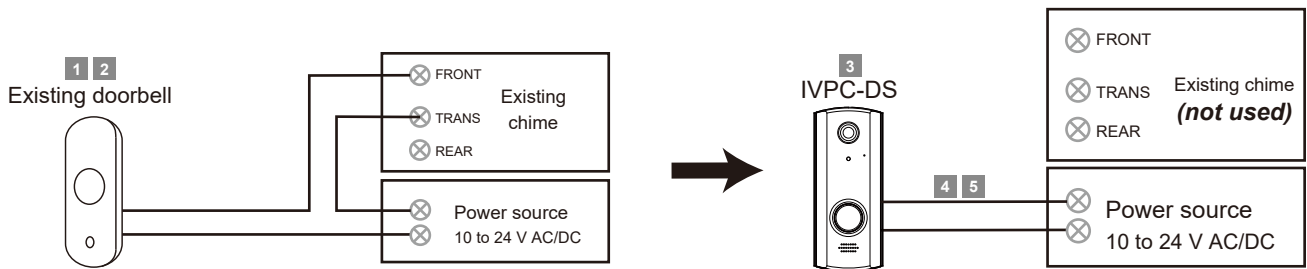 1 2
Existing doorbell
FRONT
TRANS
REAR
Existing
chime
Power source
10 to 24 V AC/DC
3
IVPC-DS
4 5
FRONT
TRANS
REAR
Existing chime
(not used)
Power source
10 to 24 V AC/DC